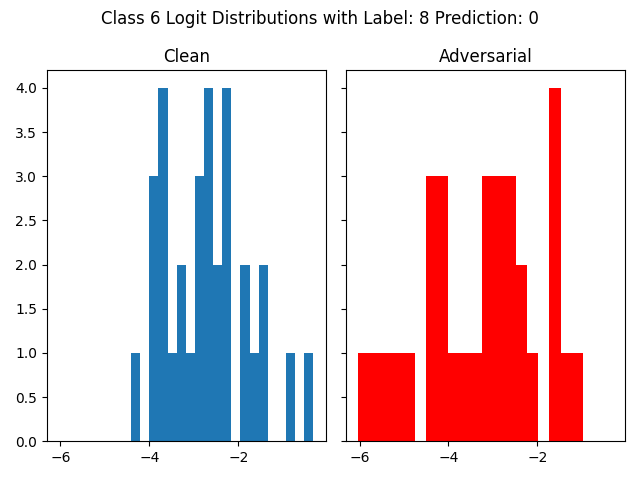 Class 6 Logit Distributions with Label: 8 Prediction: 0
Clean
Adversarial
4.0
3.5
3.0
2.5
2.0
1.5
1.0
0.5
0.0
−6 −4 −2
−6 −4 −2